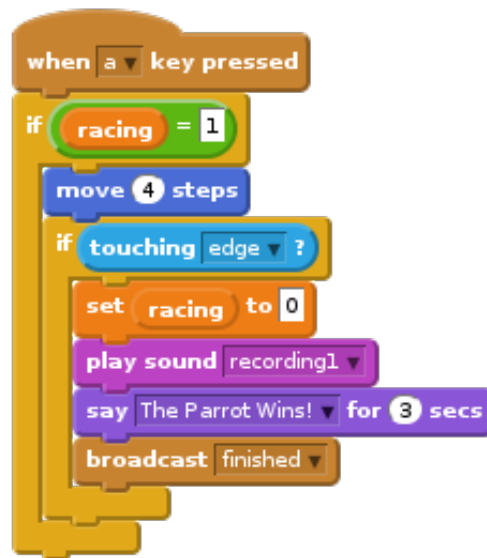 when a key pressed
if racing = 1
move 4 steps
if touching edge ?
set racing to 0
play sound recording1
say The Parrot Wins! for 3 secs
broadcast finished